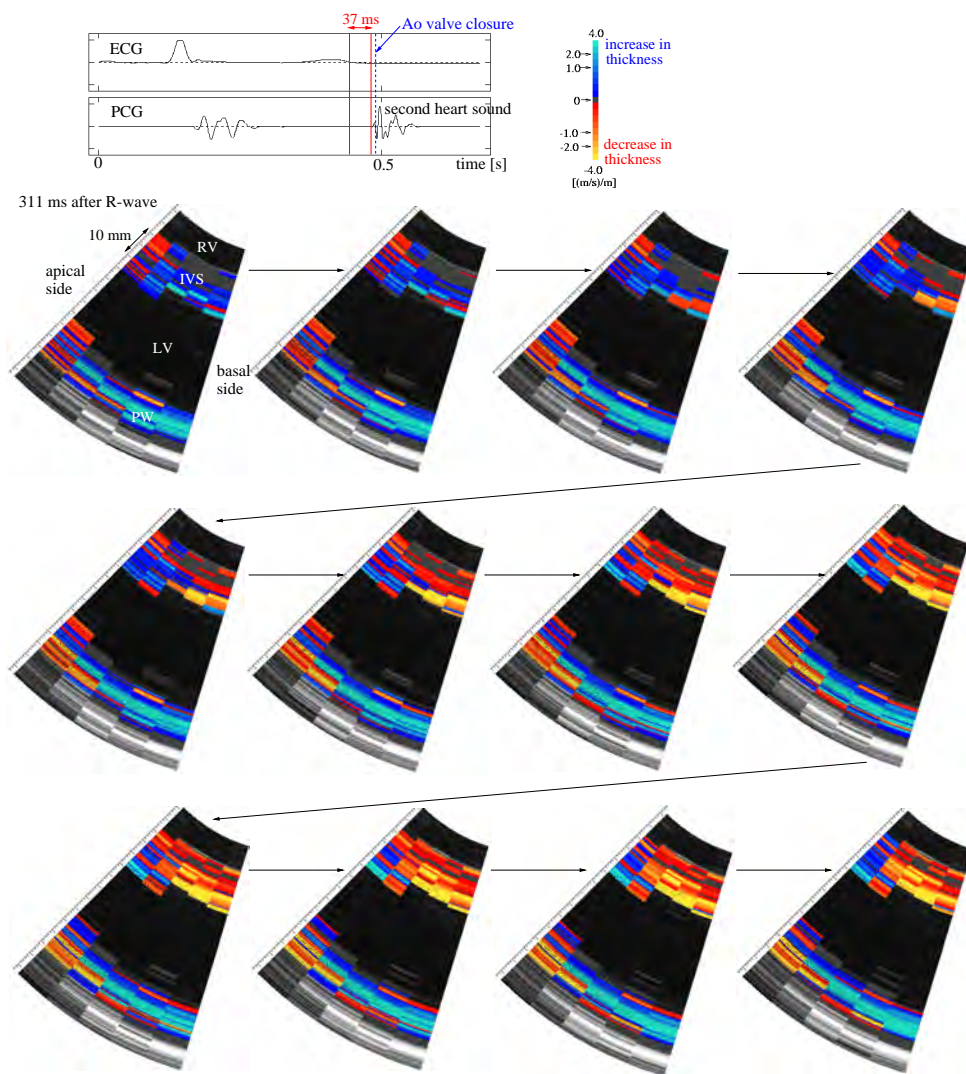 37 ms
Ao valve closure
ECG
PCG
second heart sound
0
0.5
time [s]
4.0
increase in
thickness
2.0
1.0
0
-1.0
-2.0
decrease in
thickness
-4.0
[(m/s)/m]
311 ms after R-wave
10 mm
RV
apical
side
IVS
LV
basal
side
PW